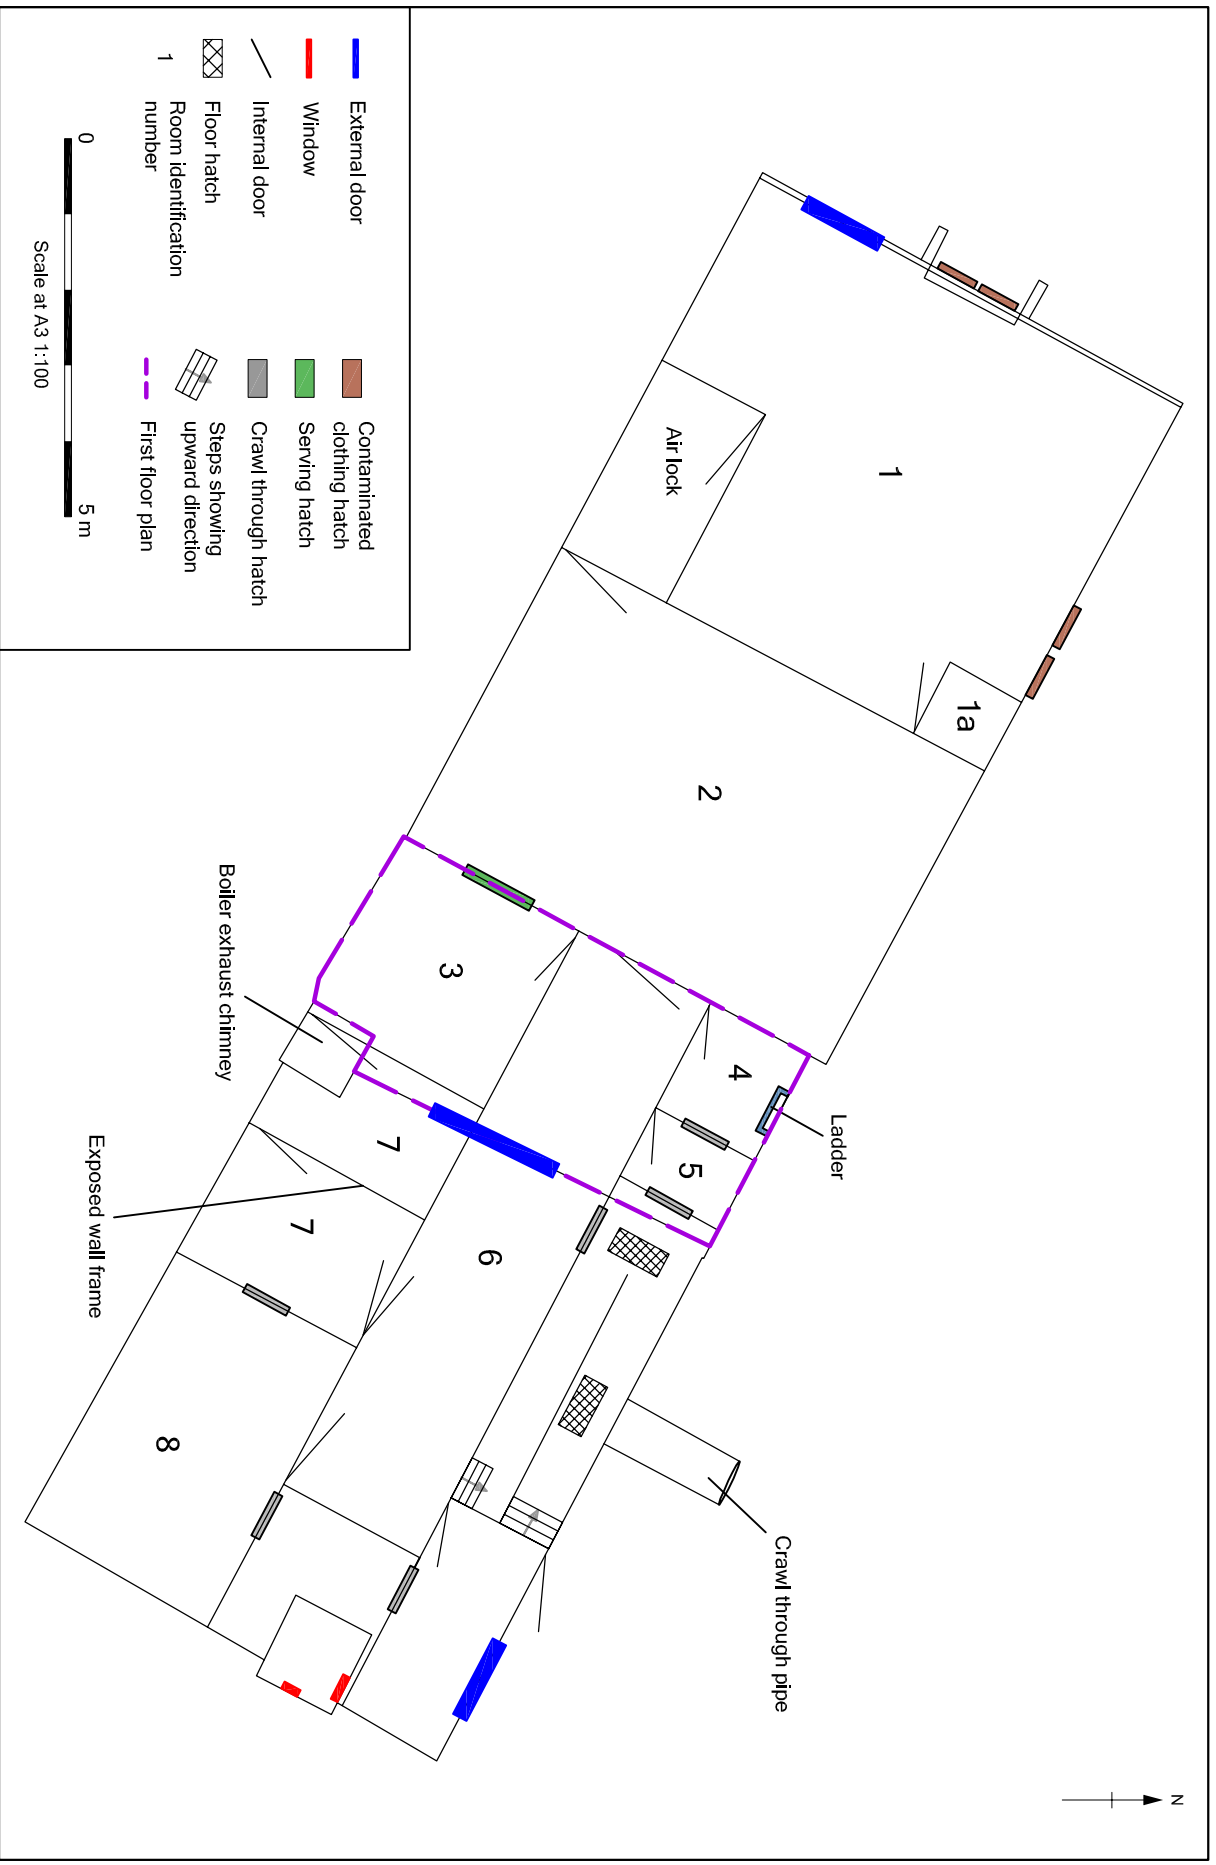 1
1a
Air lock
2
3
4
5
6
7
7
8
Ladder
Boiler exhaust chimney
Exposed wall frame
Crawl through pipe
N
External door
Window
Internal door
Floor hatch
1
Room identification
number
Contaminated
clothing hatch
Serving hatch
Crawl through hatch
Steps showing
upward direction
First floor plan
0
5 m
Scale at A3 1:100